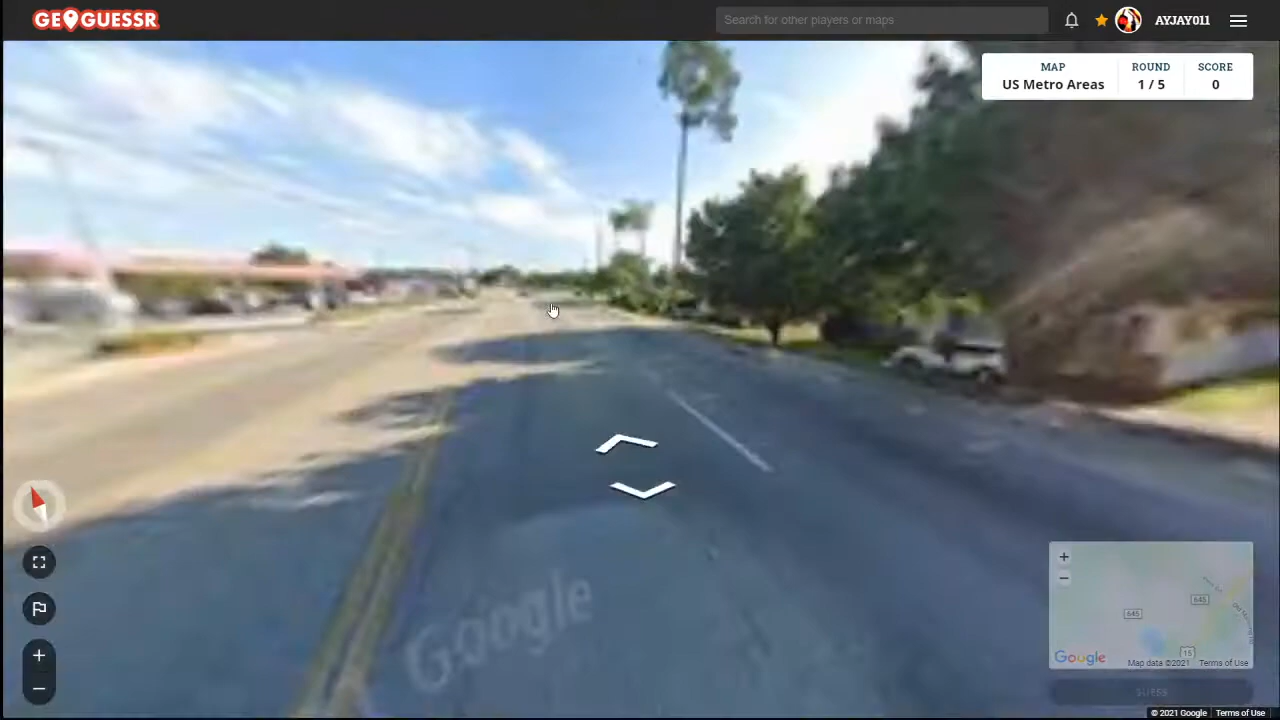 GEOGUESSR
Search for other players or maps
AYJAY011
MAP
ROUND
SCORE
US Metro Areas
1 / 5
0
Google
645
645
15
Google
Map data ©2021
Terms of Use
GUESS
© 2021 Google
Terms of Use